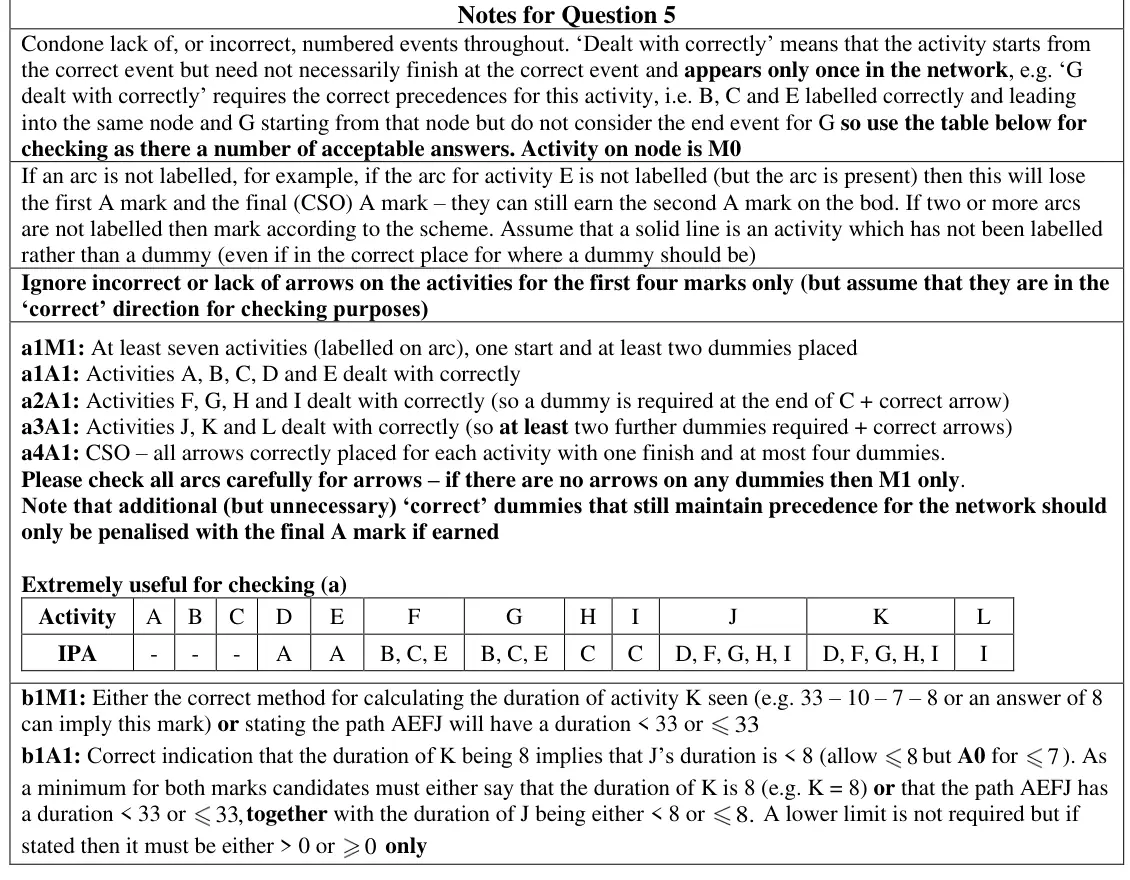 Notes for Question 5
Condone lack of, or incorrect, numbered events throughout. ‘Dealt with correctly’ means that the activity starts from
the correct event but need not necessarily finish at the correct event and appears only once in the network, e.g. ‘G
dealt with correctly’ requires the correct precedences for this activity, i.e. B, C and E labelled correctly and leading
into the same node and G starting from that node but do not consider the end event for G so use the table below for
checking as there a number of acceptable answers. Activity on node is M0
If an arc is not labelled, for example, if the arc for activity E is not labelled (but the arc is present) then this will lose
the first A mark and the final (CSO) A mark – they can still earn the second A mark on the bod. If two or more arcs
are not labelled then mark according to the scheme. Assume that a solid line is an activity which has not been labelled
rather than a dummy (even if in the correct place for where a dummy should be)
Ignore incorrect or lack of arrows on the activities for the first four marks only (but assume that they are in the
‘correct’ direction for checking purposes)
a1M1: At least seven activities (labelled on arc), one start and at least two dummies placed
a1A1: Activities A, B, C, D and E dealt with correctly
a2A1: Activities F, G, H and I dealt with correctly (so a dummy is required at the end of C + correct arrow)
a3A1: Activities J, K and L dealt with correctly (so at least two further dummies required + correct arrows)
a4A1: CSO – all arrows correctly placed for each activity with one finish and at most four dummies.
Please check all arcs carefully for arrows – if there are no arrows on any dummies then M1 only.
Note that additional (but unnecessary) ‘correct’ dummies that still maintain precedence for the network should
only be penalised with the final A mark if earned
Extremely useful for checking (a)
Activity A B C D E F G H I J K L
IPA - - - A A B, C, E B, C, E C C D, F, G, H, I D, F, G, H, I I
b1M1: Either the correct method for calculating the duration of activity K seen (e.g. 33 – 10 – 7 – 8 or an answer of 8
can imply this mark) or stating the path AEFJ will have a duration < 33 or ⩽ 33
b1A1: Correct indication that the duration of K being 8 implies that J’s duration is < 8 (allow ⩽ 8 but A0 for ⩽ 7 ). As
a minimum for both marks candidates must either say that the duration of K is 8 (e.g. K = 8) or that the path AEFJ has
a duration < 33 or ⩽ 33, together with the duration of J being either < 8 or ⩽ 8. A lower limit is not required but if
stated then it must be either > 0 or ⩾ 0 only